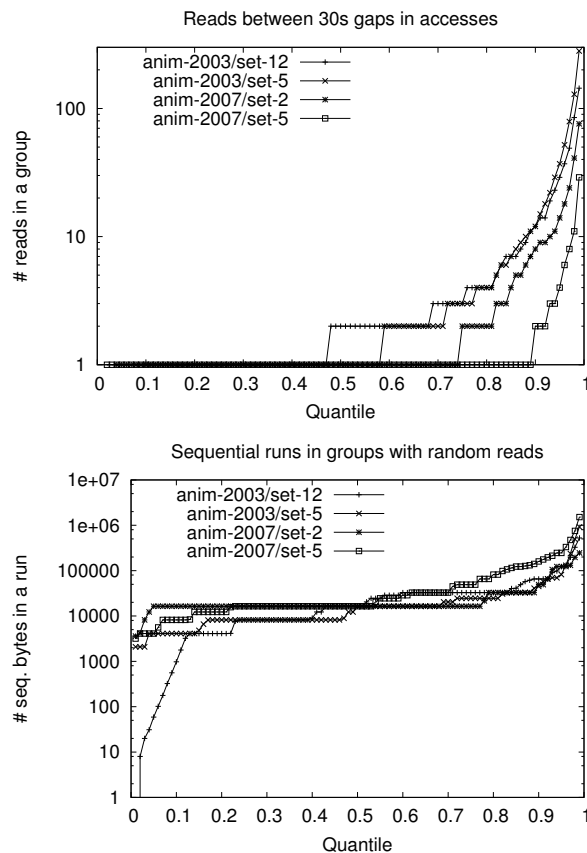 Reads between 30s gaps in accesses
anim-2003/set-12
anim-2003/set-5
anim-2007/set-2
anim-2007/set-5
100
10
1
# reads in a group
0 0.1 0.2 0.3 0.4 0.5 0.6 0.7 0.8 0.9 1
Quantile
Sequential runs in groups with random reads
anim-2003/set-12
anim-2003/set-5
anim-2007/set-2
anim-2007/set-5
1e+07
1e+06
100000
10000
1000
100
10
1
# seq. bytes in a run
0 0.1 0.2 0.3 0.4 0.5 0.6 0.7 0.8 0.9 1
Quantile